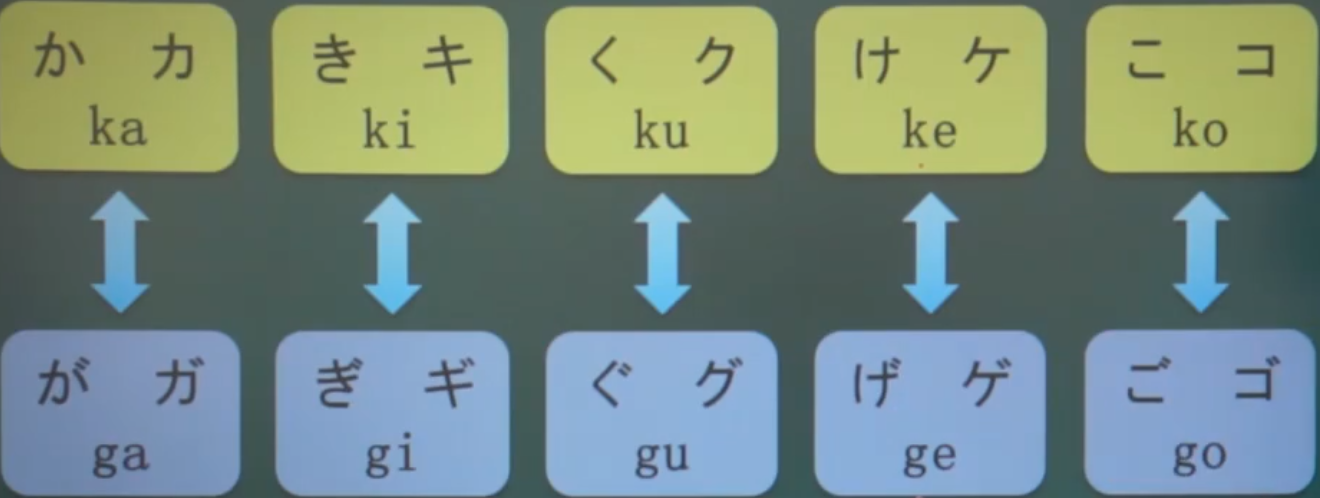 か カ き キ く ク け ケ こ コ
ka ki ku ke ko
が ガ ぎ ギ ぐ グ げ ゲ ご ゴ
ga gi gu ge go